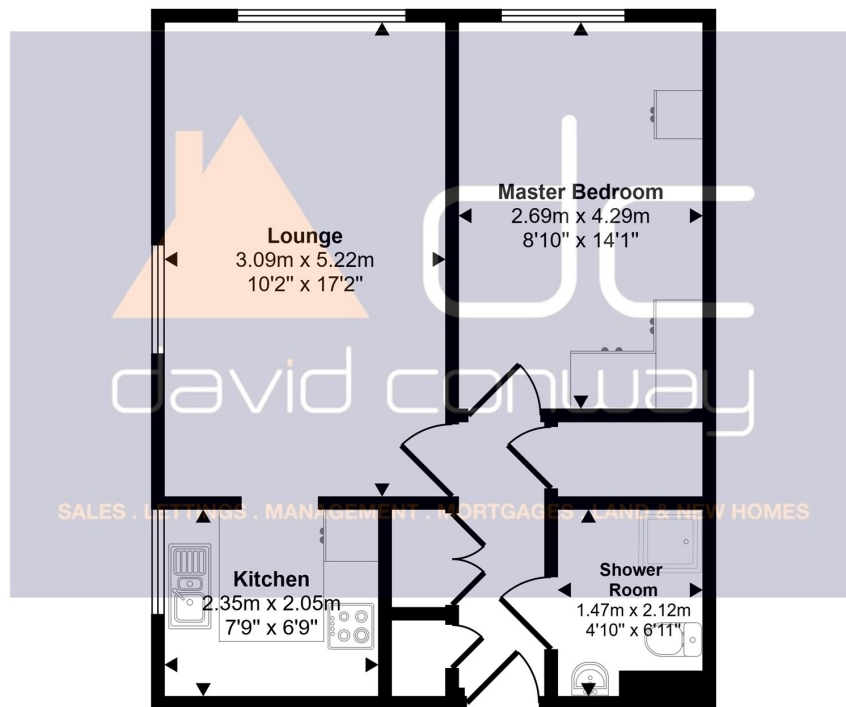 Master Bedroom
2.69m x 4.29m
8'10" x 14'1"
Lounge
3.09m x 5.22m
10'2" x 17'2"
dc
david conway
SALES . LETTINGS . MANAGEMENT . MORTGAGES . LAND & NEW HOMES
Kitchen
2.35m x 2.05m
7'9" x 6'9"
Shower
Room
1.47m x 2.12m
4'10" x 6'11"